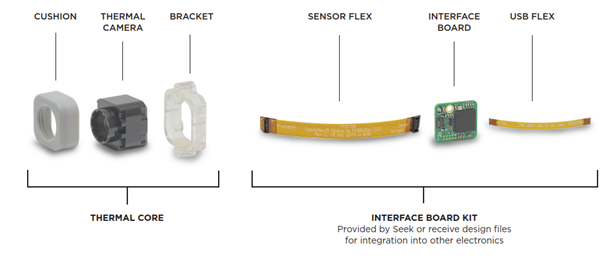 CUSHION
THERMAL
CAMERA
BRACKET
SENSOR FLEX
INTERFACE
BOARD
USB FLEX
THERMAL CORE
INTERFACE BOARD KIT
Provided by Seek or receive design files
for integration into other electronics